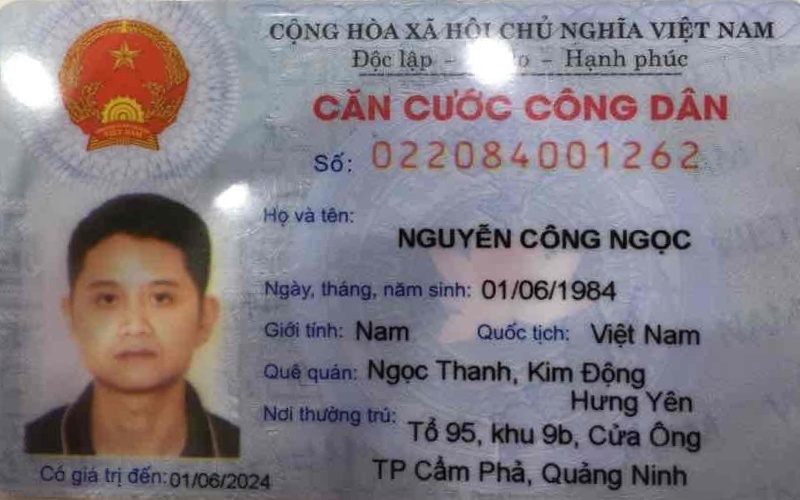 CỘNG HÒA XÃ HỘI CHỦ NGHĨA VIỆT NAM
Độc lập – – Hạnh phúc
CĂN CƯỚC CÔNG DÂN
Số: 022084001262
Họ và tên:
NGUYỄN CÔNG NGỌC
Ngày, tháng, năm sinh: 01/06/1984
Giới tính: Nam Quốc tịch: Việt Nam
Quê quán: Ngọc Thanh, Kim Động
Hưng Yên
Nơi thường trú:
Tổ 95, khu 9b, Cửa Ông
TP Cẩm Phả, Quảng Ninh
Có giá trị đến: 01/06/2024
VIỆT NAM